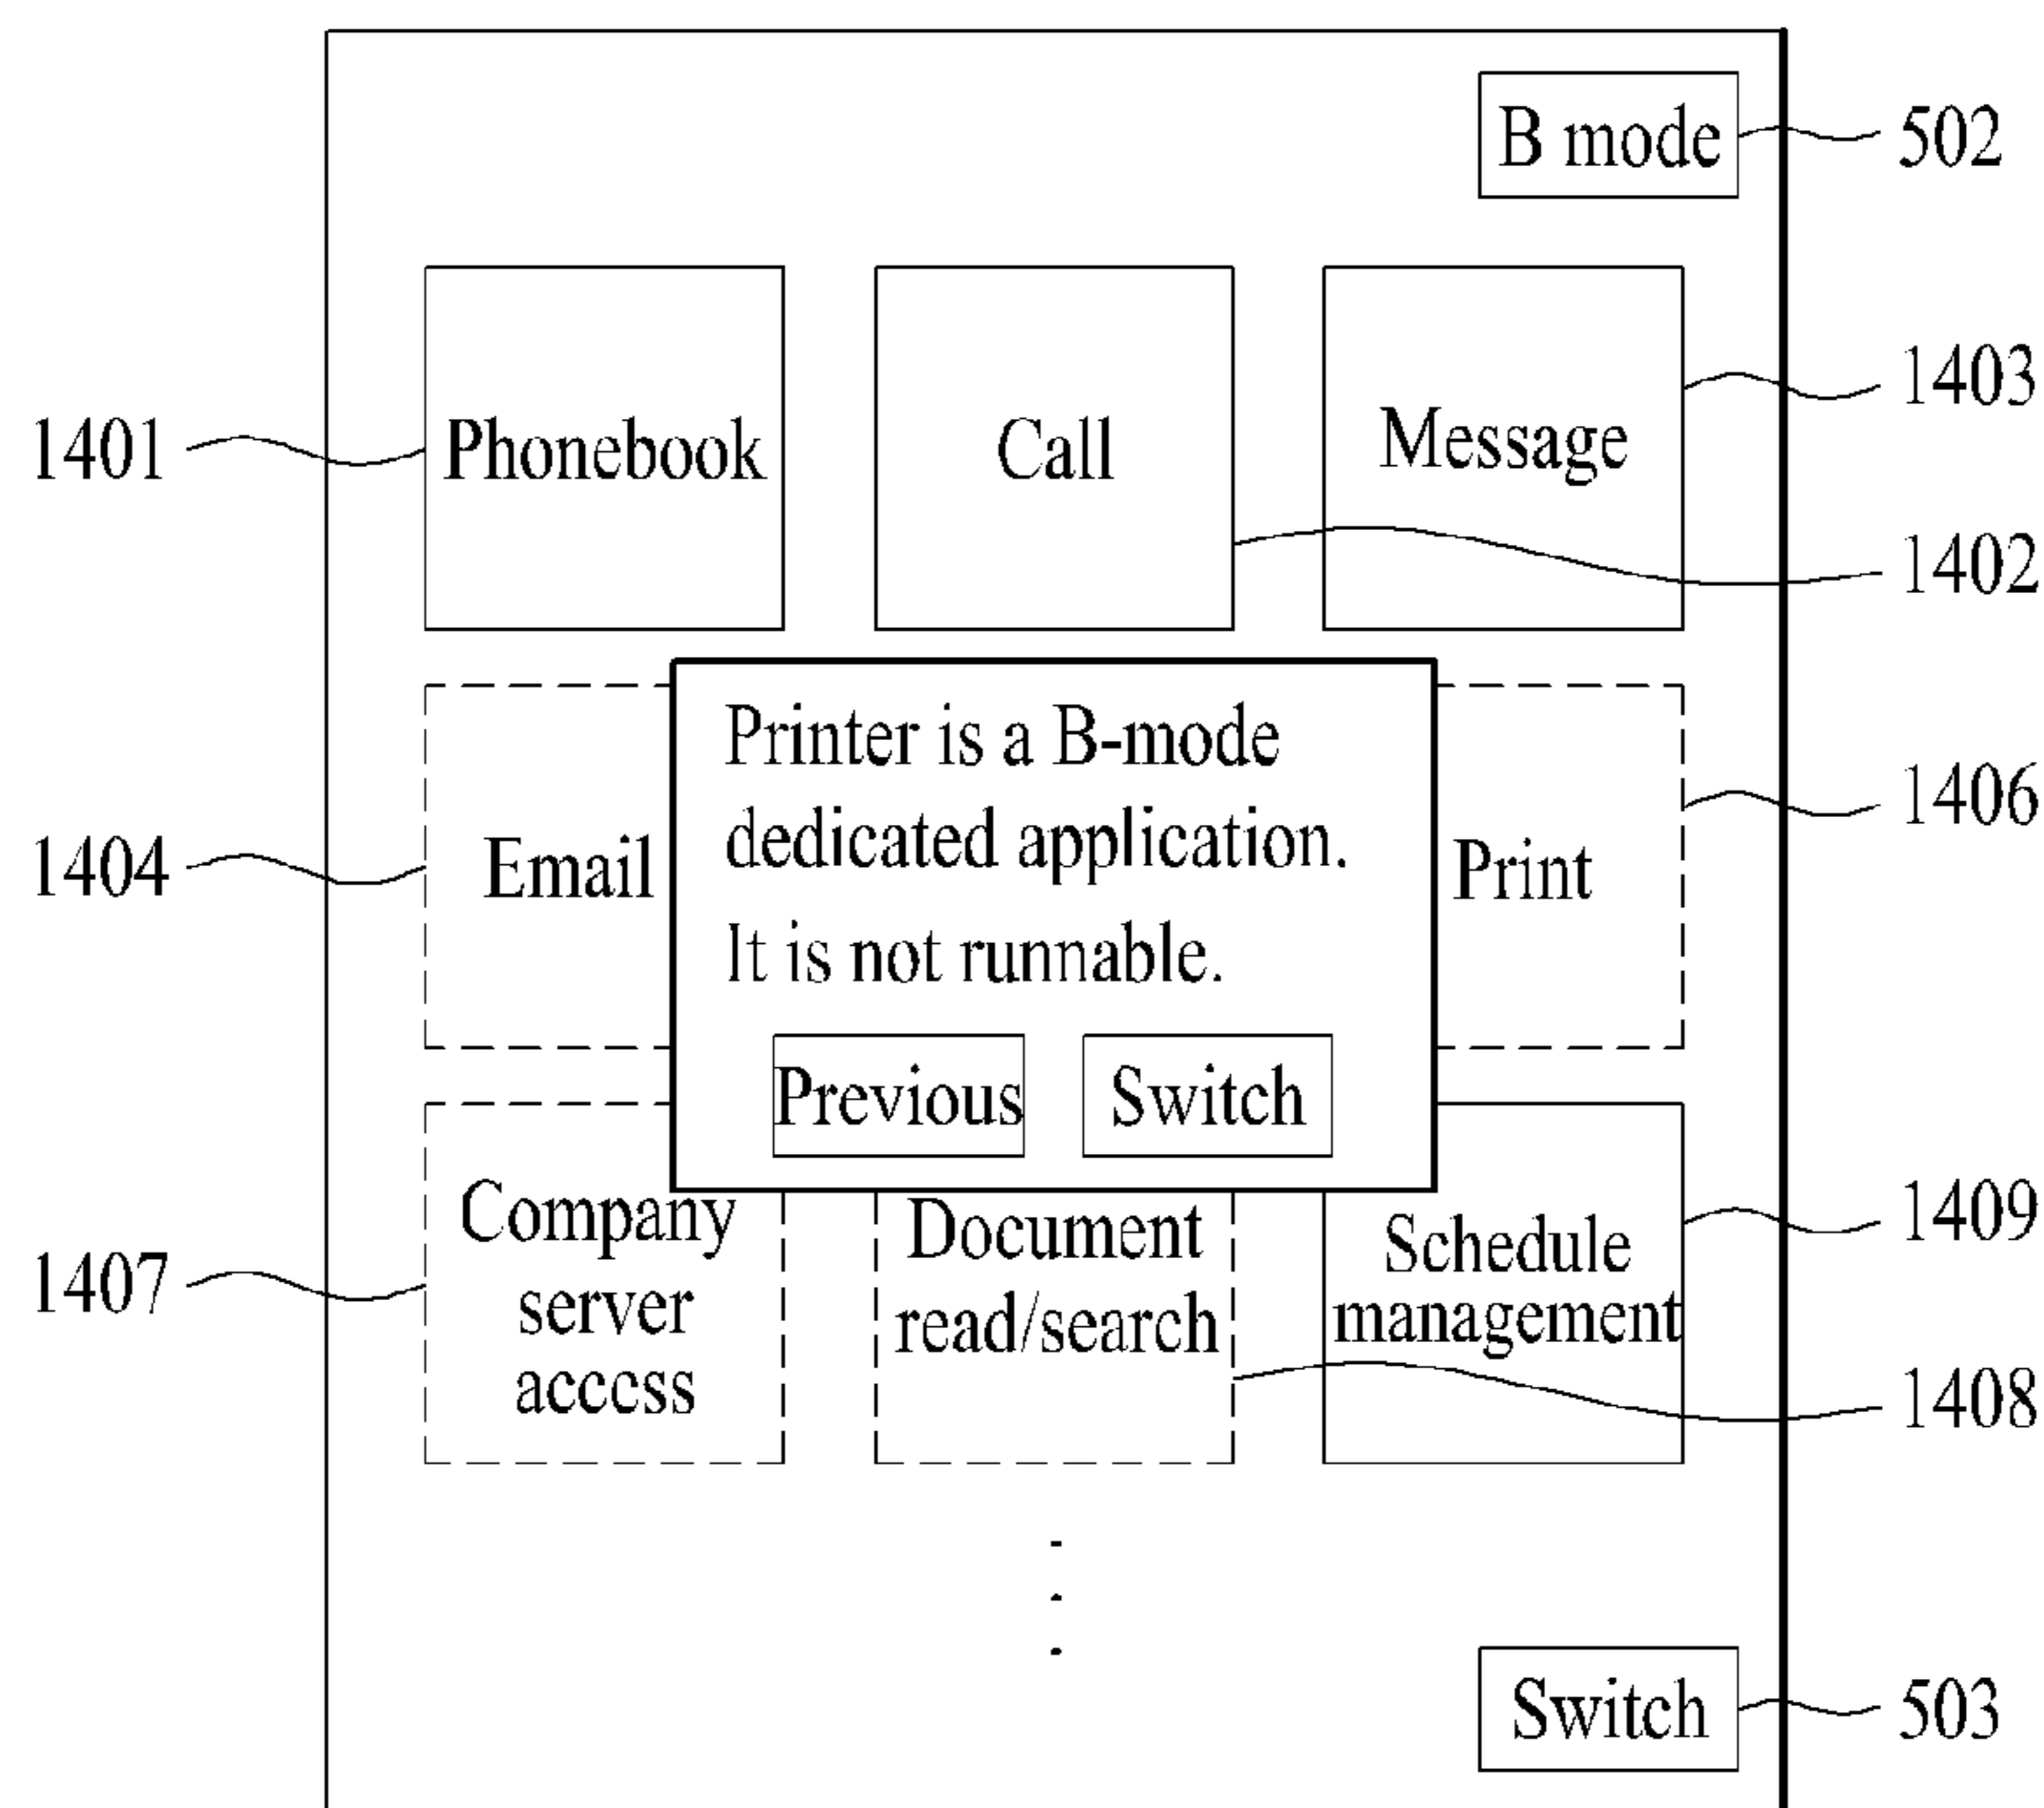 B mode
502
1403
1401
Phonebook
Call
Message
1402
Printer is a B-mode
dedicated application.
It is not runnable.
1406
1404
Email
Print
Previous
Switch
Company
server
acccss
Document
read/search
Schedule
management
1409
1407
1408
Switch
503